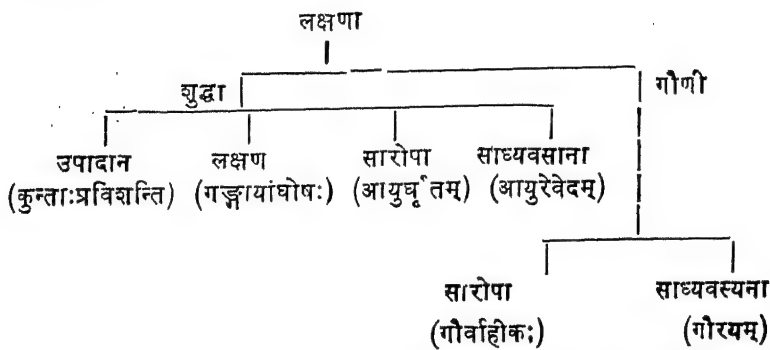 लक्षणा
शुद्धा गौणी
उपादान लक्षण सारोपा साध्यवसाना
(कुन्ताःप्रविशन्ति) (गङ्गायांघोषः) (आयुर्घृतम्) (आयुरेवेदम्)
सारोपा साध्यवस्यना
(गौर्वाहीकः) (गौरयम्)